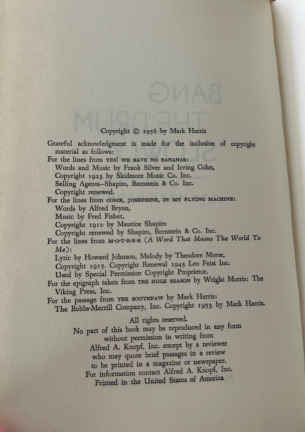 BANG
THE DRUM
Copyright © 1956 by Mark Harris
Grateful acknowledgment is made for the inclusion of copyright
material as follows:
For the lines from YES! WE HAVE NO BANANAS:
Words and Music by Frank Silver and Irving Cohn,
Copyright 1923 by Skidmore Music Co. Inc.
Selling Agents–Shapiro, Bernstein & Co. Inc.
Copyright renewed.
For the lines from COME, JOSEPHINE, IN MY FLYING MACHINE:
Words by Alfred Bryan,
Music by Fred Fisher,
Copyright 1911 by Maurice Shapiro
Copyright renewed by Shapiro, Bernstein & Co. Inc.
For the lines from M-O-T-H-E-R (A Word That Means The World To
Me):
Lyric by Howard Johnson, Melody by Theodore Morse,
Copyright 1915. Copyright Renewal 1943 Leo Feist Inc.
Used by Special Permission Copyright Proprietor.
For the epigraph taken from THE HUGE SEASON by Wright Morris: The
Viking Press, Inc.
For the passage from THE SOUTHPAW by Mark Harris:
The Bobbs-Merrill Company, Inc. Copyright 1953 by Mark Harris.
All rights reserved.
No part of this book may be reproduced in any form
without permission in writing from
Alfred A. Knopf, Inc. except by a reviewer
who may quote brief passages in a review
to be printed in a magazine or newspaper.
For information contact Alfred A. Knopf, Inc.
Printed in the United States of America